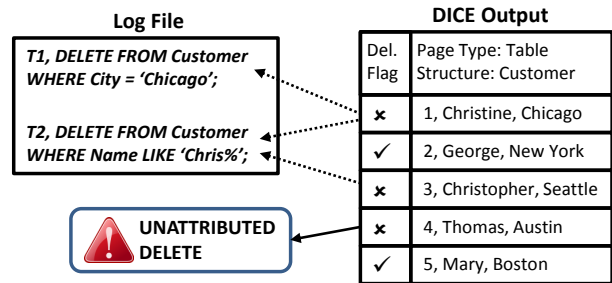 Log File
T1, DELETE FROM Customer
WHERE City = ‘Chicago’;
T2, DELETE FROM Customer
WHERE Name LIKE ‘Chris%’;
UNATTRIBUTED
DELETE
DICE Output
Del. Flag
Page Type: Table
Structure: Customer
✗ 1, Christine, Chicago
✓ 2, George, New York
✗ 3, Christopher, Seattle
✗ 4, Thomas, Austin
✓ 5, Mary, Boston